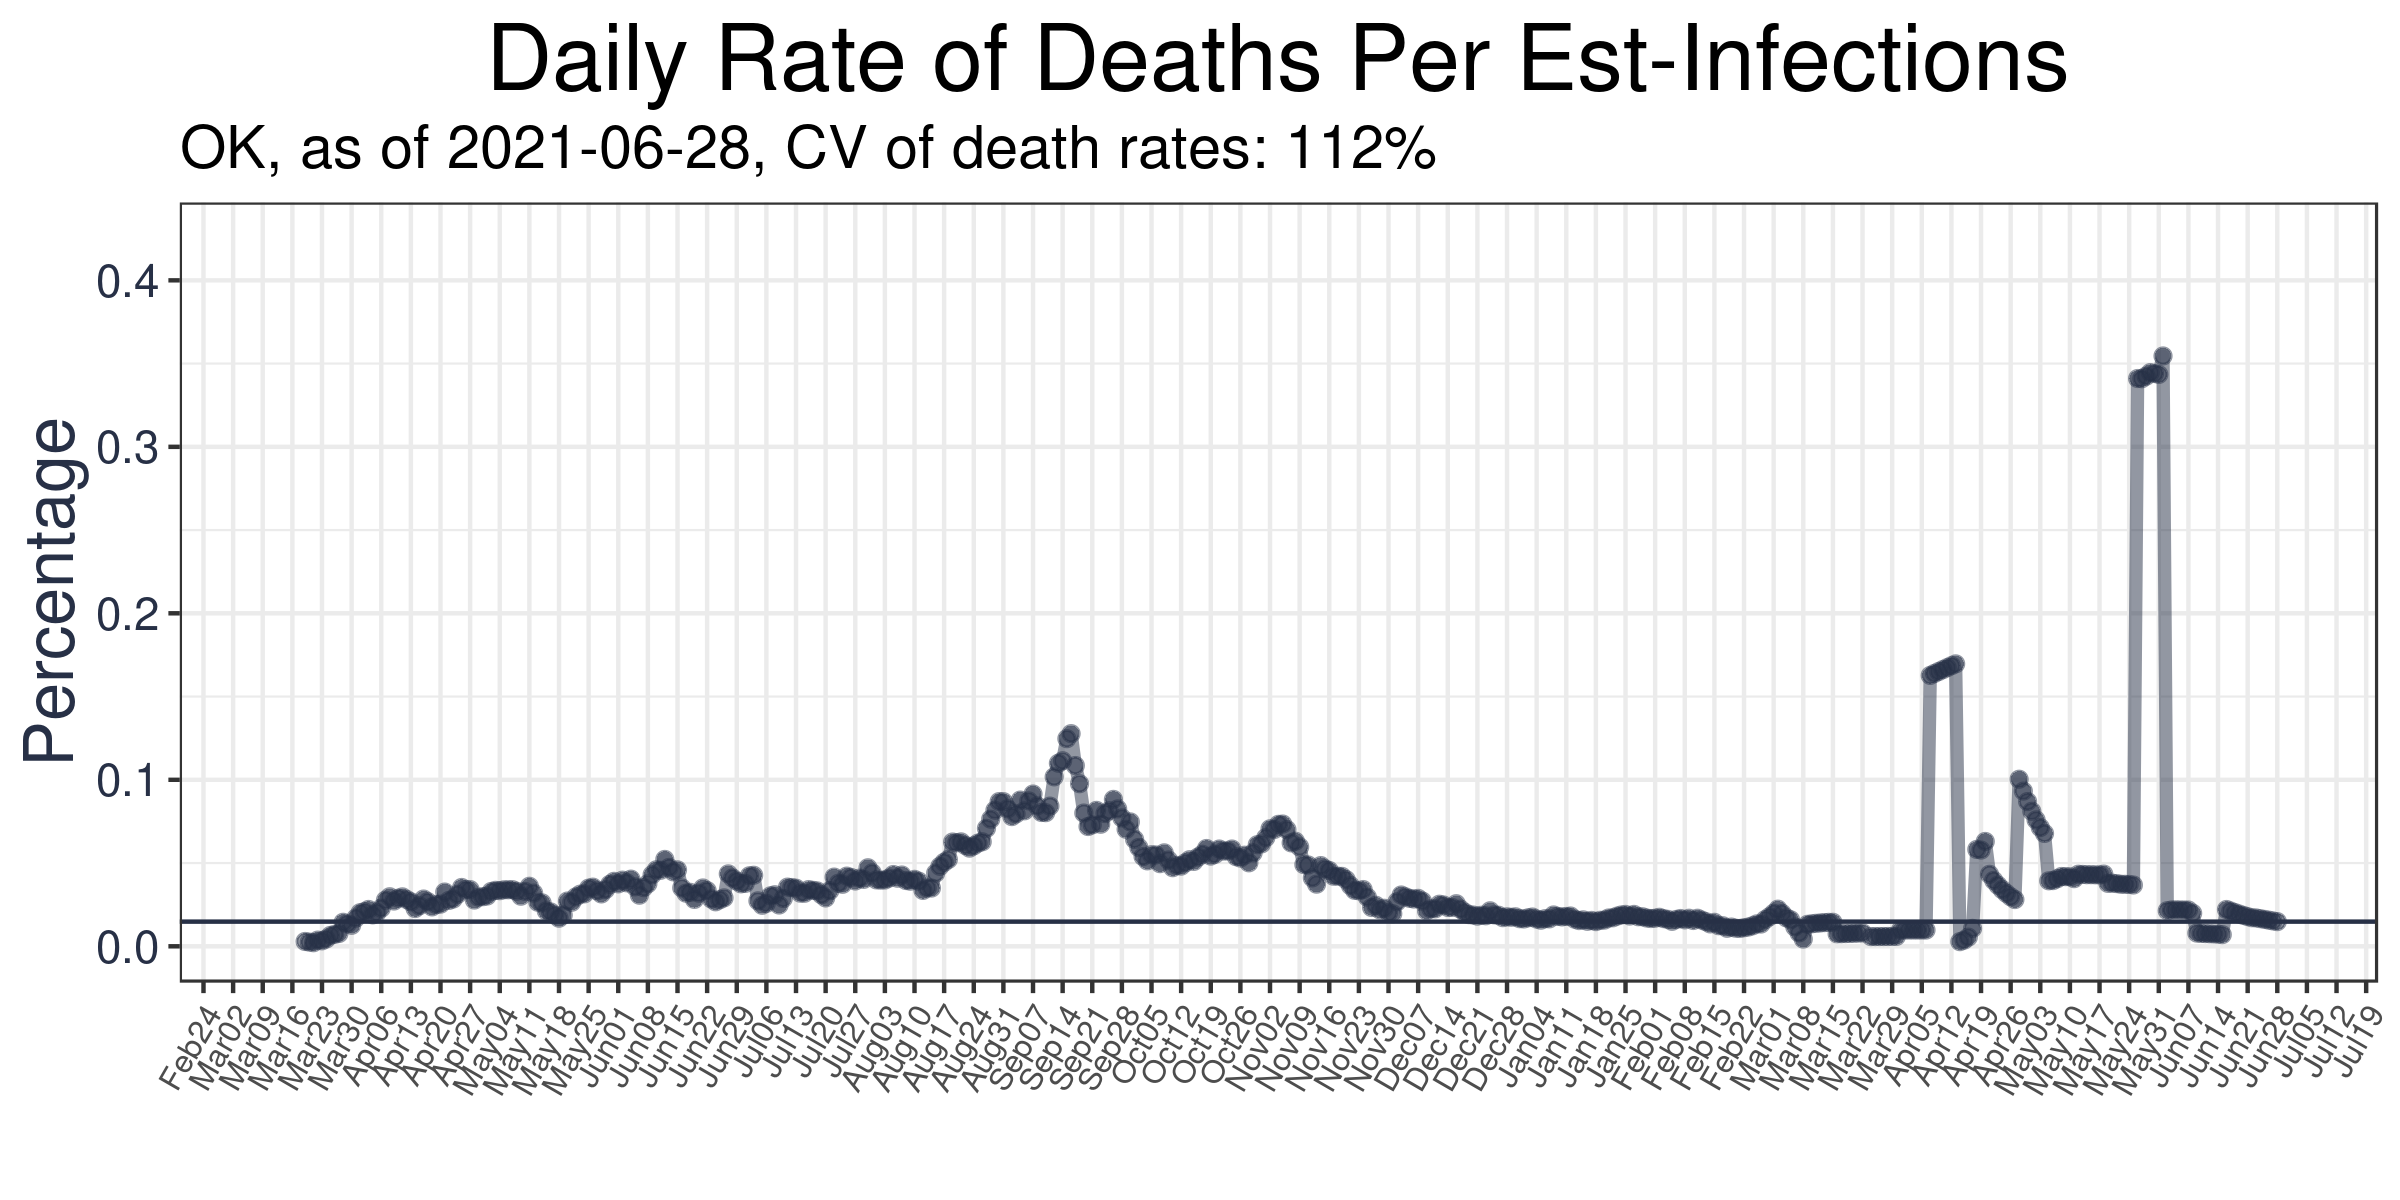 Daily Rate of Deaths Per Est-Infections
OK, as of 2021-06-28, CV of death rates: 112%
Percentage
0.4
0.3
0.2
0.1
0.0
Feb24
Mar02
Mar09
Mar16
Mar23
Mar30
Apr06
Apr13
Apr20
Apr27
May04
May11
May18
May25
Jun01
Jun08
Jun15
Jun22
Jun29
Jul06
Jul13
Jul20
Jul27
Aug03
Aug10
Aug17
Aug24
Aug31
Sep07
Sep14
Sep21
Sep28
Oct05
Oct12
Oct19
Oct26
Nov02
Nov09
Nov16
Nov23
Nov30
Dec07
Dec14
Dec21
Dec28
Jan04
Jan11
Jan18
Jan25
Feb01
Feb08
Feb15
Feb22
Mar01
Mar08
Mar15
Mar22
Mar29
Apr05
Apr12
Apr19
Apr26
May03
May10
May17
May24
May31
Jun07
Jun14
Jun21
Jun28
Jul05
Jul12
Jul19